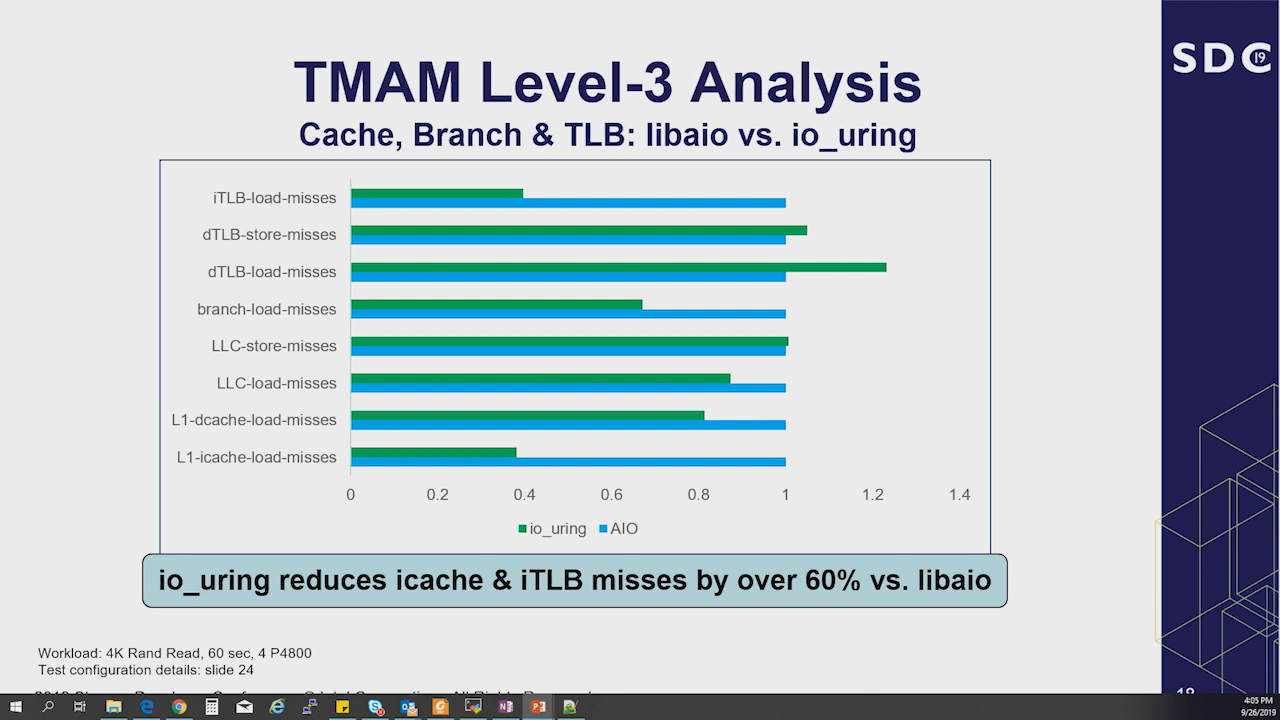 SDC 19
TMAM Level-3 Analysis
Cache, Branch & TLB: libaio vs. io_uring
iTLB-load-misses
dTLB-store-misses
dTLB-load-misses
branch-load-misses
LLC-store-misses
LLC-load-misses
L1-dcache-load-misses
L1-icache-load-misses
0 0.2 0.4 0.6 0.8 1 1.2 1.4
io_uring AIO
io_uring reduces icache & iTLB misses by over 60% vs. libaio
Workload: 4K Rand Read, 60 sec, 4 P4800
Test configuration details: slide 24
18
4:05 PM
9/26/2019